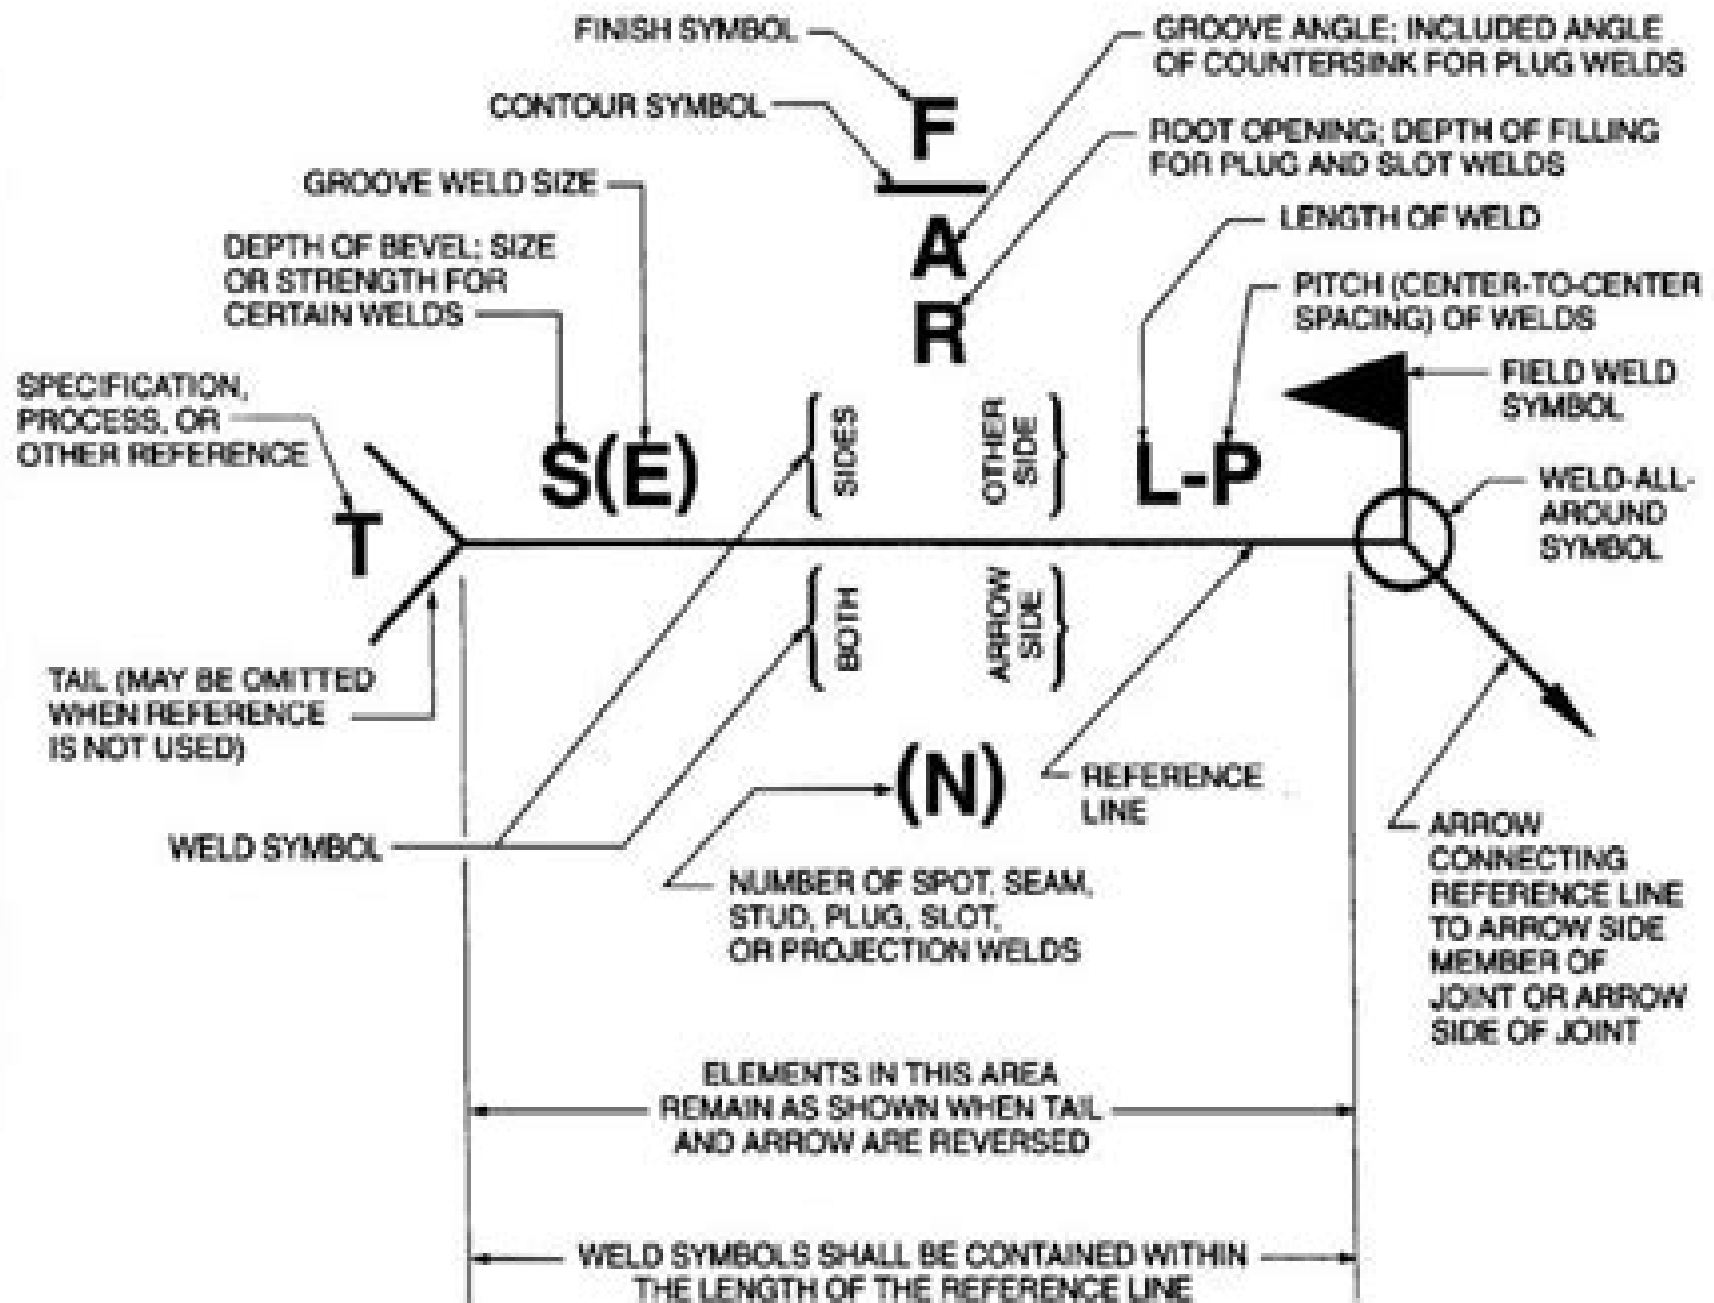 FINISH SYMBOL
GROOVE ANGLE; INCLUDED ANGLE
OF COUNTERSINK FOR PLUG WELDS
CONTOUR SYMBOL
F
ROOT OPENING; DEPTH OF FILLING
FOR PLUG AND SLOT WELDS
GROOVE WELD SIZE
A
LENGTH OF WELD
DEPTH OF BEVEL; SIZE
OR STRENGTH FOR
CERTAIN WELDS
R
PITCH (CENTER-TO-CENTER
SPACING) OF WELDS
SPECIFICATION,
PROCESS, OR
OTHER REFERENCE
FIELD WELD
SYMBOL
S(E)
SIDES
OTHER
SIDE
L-P
WELD-ALL-
AROUND
SYMBOL
T
BOTH
ARROW
SIDE
TAIL (MAY BE OMITTED
WHEN REFERENCE
IS NOT USED)
(N)
REFERENCE
LINE
WELD SYMBOL
NUMBER OF SPOT, SEAM,
STUD, PLUG, SLOT,
OR PROJECTION WELDS
ARROW
CONNECTING
REFERENCE LINE
TO ARROW SIDE
MEMBER OF
JOINT OR ARROW
SIDE OF JOINT
ELEMENTS IN THIS AREA
REMAIN AS SHOWN WHEN TAIL
AND ARROW ARE REVERSED
WELD SYMBOLS SHALL BE CONTAINED WITHIN
THE LENGTH OF THE REFERENCE LINE